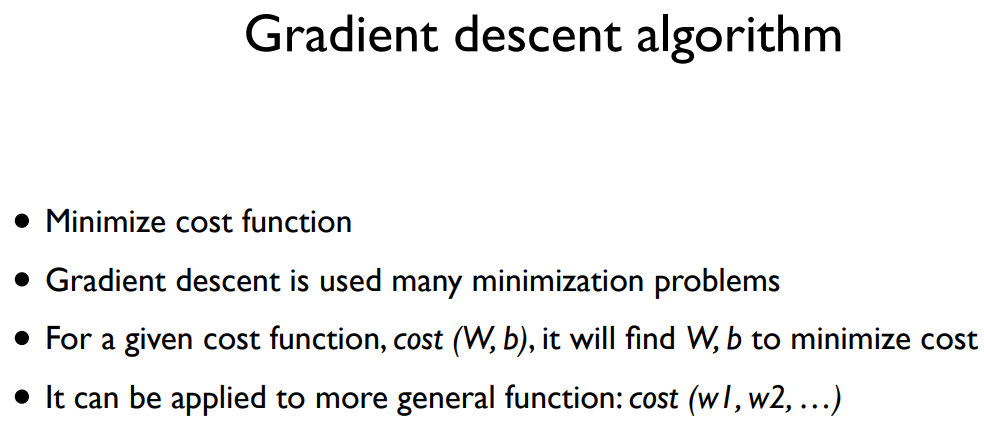 Gradient descent algorithm
• Minimize cost function
• Gradient descent is used many minimization problems
• For a given cost function, cost (W, b), it will find W, b to minimize cost
• It can be applied to more general function: cost (w1, w2, …)